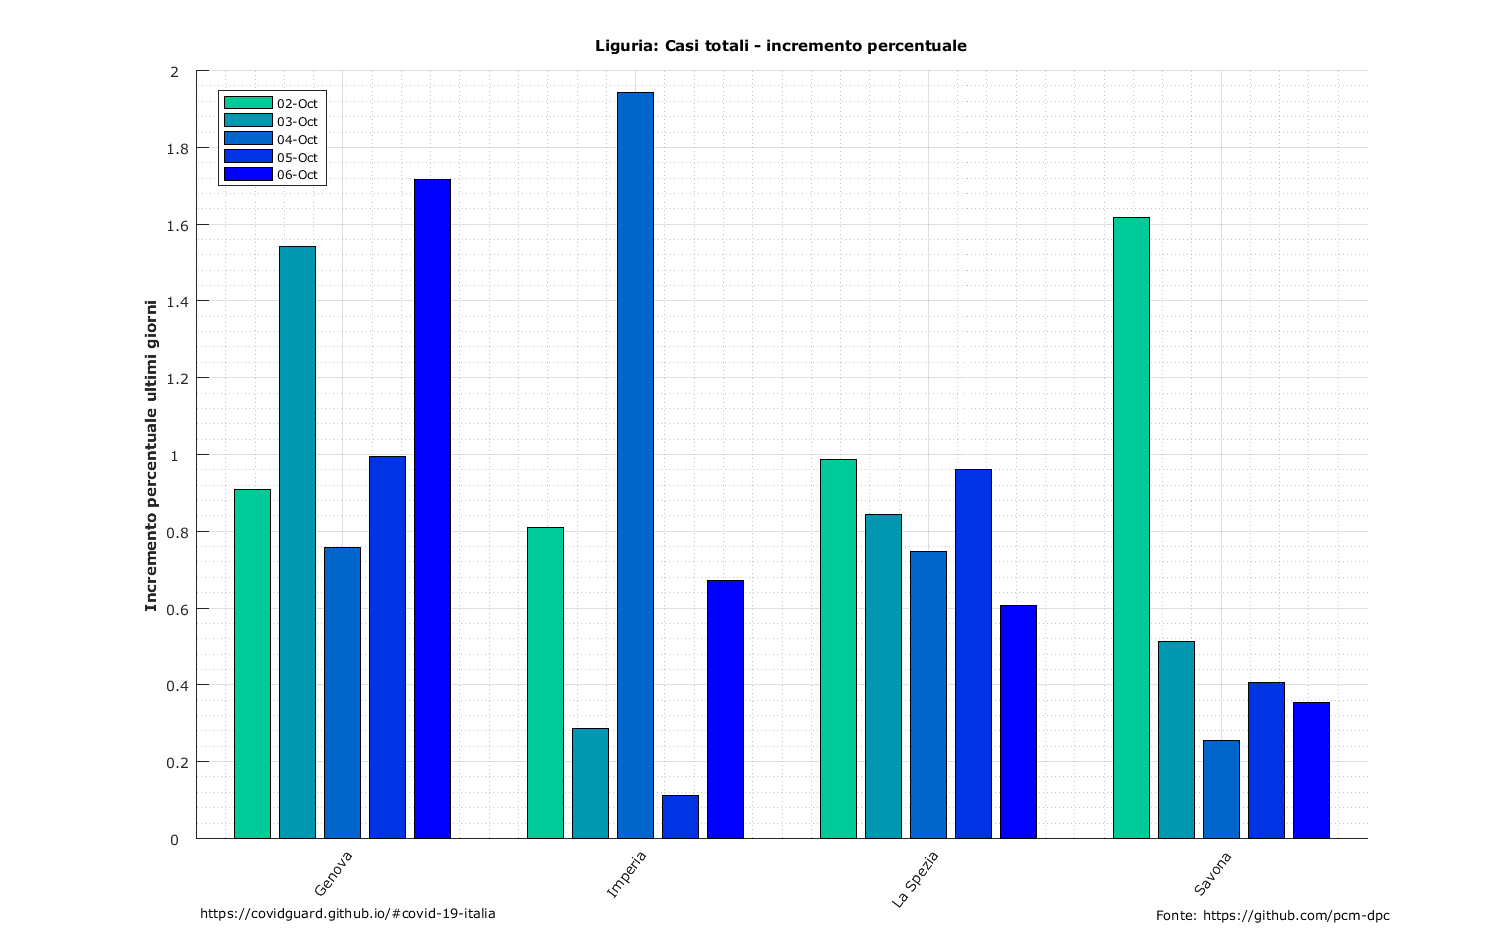 Liguria: Casi totali - incremento percentuale
02-Oct
03-Oct
04-Oct
05-Oct
06-Oct
Incremento percentuale ultimi giorni
2
1.8
1.6
1.4
1.2
1
0.8
0.6
0.4
0.2
0
Genova
Imperia
La Spezia
Savona
https://covidguard.github.io/#covid-19-italia
Fonte: https://github.com/pcm-dpc